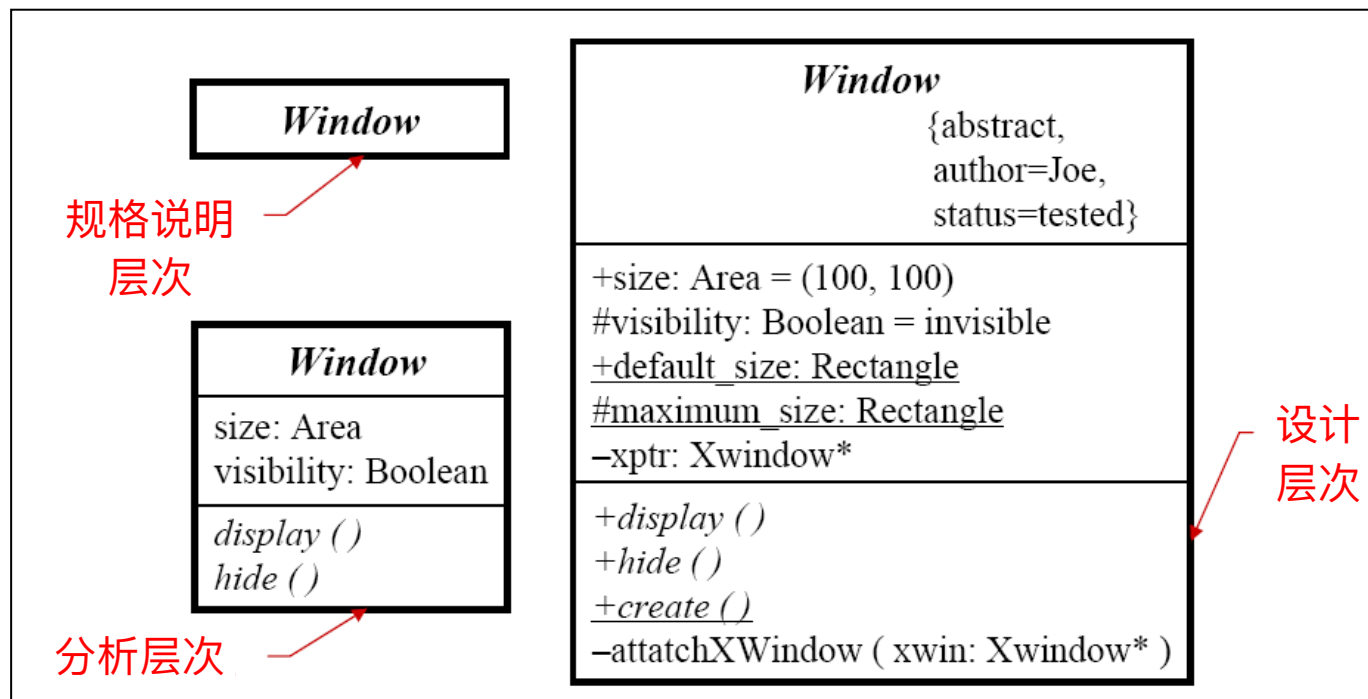 Window
规格说明
层次
Window
size: Area
visibility: Boolean
display ( )
hide ( )
分析层次
Window
{abstract,
author=Joe,
status=tested}
+size: Area = (100, 100)
#visibility: Boolean = invisible
+default_size: Rectangle
#maximum_size: Rectangle
–xptr: Xwindow*
+display ( )
+hide ( )
+create ( )
–attatchXWindow ( xwin: Xwindow* )
设计
层次